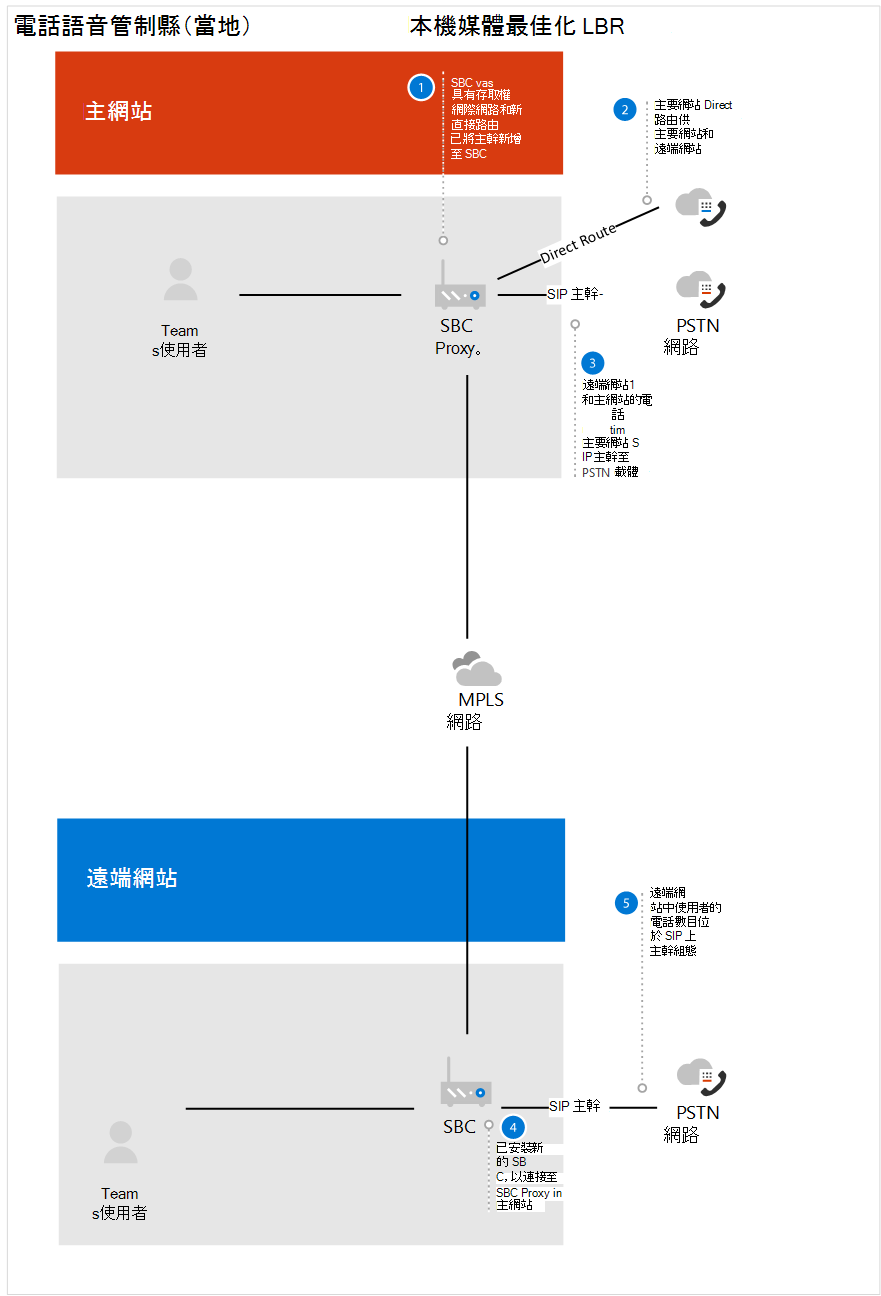 電話語音管制縣（當地）
本機媒體最佳化 LBR
主網站
1
SBC vas
具有存取權
網際網路和新
直接路由
已將主幹新增
至 SBC
2
主要網站 Direct
路由供
主要網站和
遠端網站
Direct Route
SIP 主幹-
Team
s使用者
SBC
Proxy。
PSTN
網路
3
遠端網站1
和主網站的電
話
tim
主要網站 S
IP主幹至
PSTN 載體
MPLS
網路
遠端網站
5
遠端網
站中使用者的
電話數目位
於 SIP 上
主幹組態
SIP 主幹
SBC
PSTN
網路
4
已安裝新
的 SB
C，以連接至
SBC Proxy in
主網站
Team
s使用者